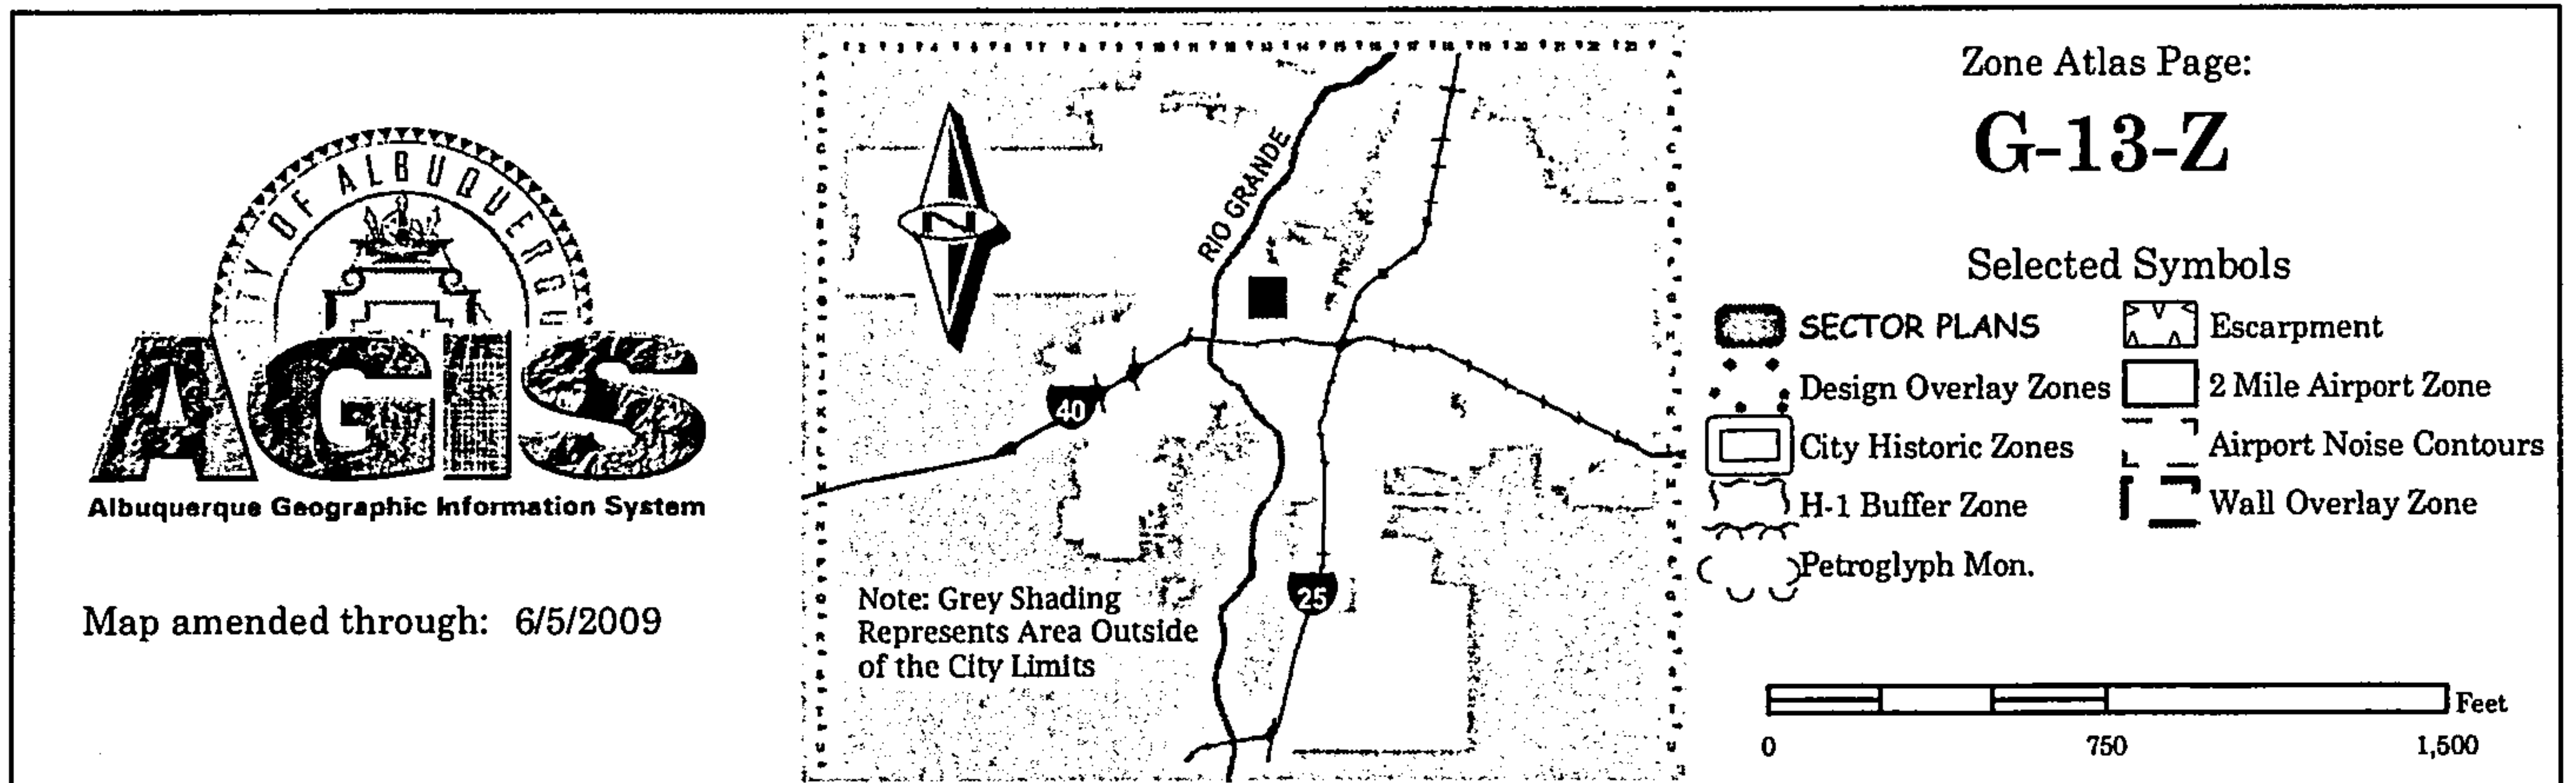 CITY OF ALBUQUERQUE
AGIS
Albuquerque Geographic Information System
Map amended through: 6/5/2009
RIO GRANDE
40
25
N
Note: Grey Shading
Represents Area Outside
of the City Limits
Zone Atlas Page:
G-13-Z
Selected Symbols
SECTOR PLANS
Escarpment
Design Overlay Zones
2 Mile Airport Zone
City Historic Zones
Airport Noise Contours
H-1 Buffer Zone
Wall Overlay Zone
Petroglyph Mon.
Feet
0 750 1,500